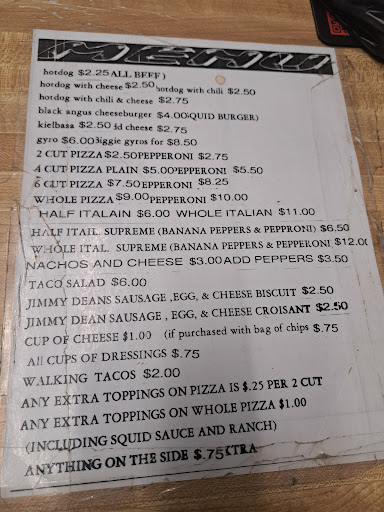 MENU
hotdog $2.25 ALL BEFF )
hotdog with cheese $2.50 hotdog with chili $2.50
hotdog with chili & cheese $2.75
black angus cheeseburger $4.00 (SQUID BURGER)
kielbasa $2.50 dd cheese $2.75
gyro $6.00 Biggie gyros for $8.50
2 CUT PIZZA $2.50 PEPPERONI $2.75
4 CUT PIZZA PLAIN $5.00 PEPPERONI $5.50
6 CUT PIZZA $7.50 EPPERONI $8.25
WHOLE PIZZA $9.00 PEPPERONI $10.00
HALF ITALAIN $6.00 WHOLE ITALIAN $11.00
HALF ITAIL. SUPREME (BANANA PEPPERS & PEPPRONI) $6.50
WHOLE ITAL. SUPREME (BANANA PEPPERS & PEPPERONI $12.00
NACHOS AND CHEESE $3.00 ADD PEPPERS $3.50
TACO SALAD $6.00
JIMMY DEANS SAUSAGE ,EGG, & CHEESE BISCUIT $2.50
JIMMY DEAN SAUSAGE , EGG, & CHEESE CROISANT $2.50
CUP OF CHEESE $1.00 (if purchased with bag of chips $.75
All CUPS OF DRESSINGS $.75
WALKING TACOS $2.00
ANY EXTRA TOPPINGS ON PIZZA IS $.25 PER 2 CUT
ANY EXTRA TOPPINGS ON WHOLE PIZZA $1.00
(INCLUDING SQUID SAUCE AND RANCH)
ANYTHING ON THE SIDE $.75 XTRA